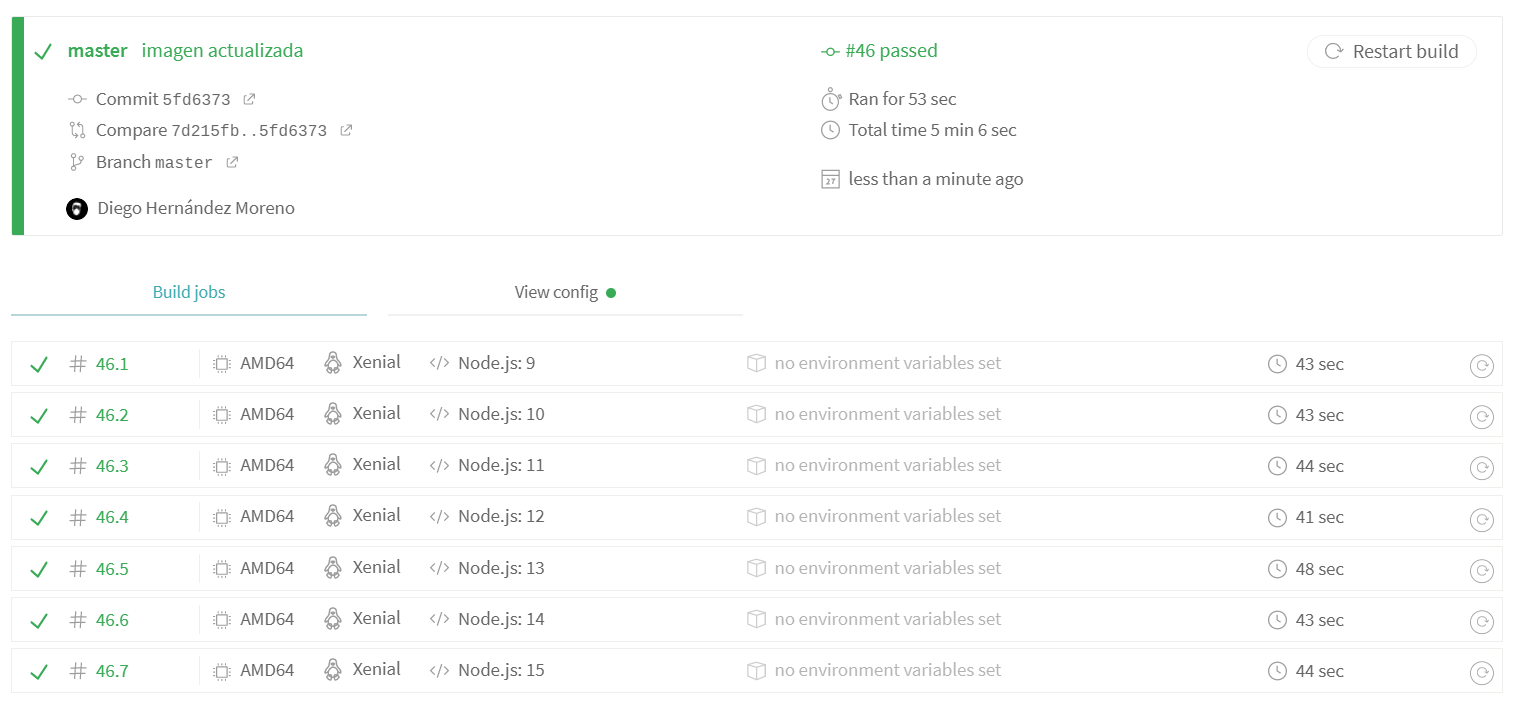 master imagen actualizada
Commit 5fd6373
Compare 7d215fb..5fd6373
Branch master
Diego Hernández Moreno
#46 passed
Ran for 53 sec
Total time 5 min 6 sec
27 less than a minute ago
Restart build
Build jobs
View config
# 46.1 AMD64 Xenial </> Node.js: 9 no environment variables set 43 sec
# 46.2 AMD64 Xenial </> Node.js: 10 no environment variables set 43 sec
# 46.3 AMD64 Xenial </> Node.js: 11 no environment variables set 44 sec
# 46.4 AMD64 Xenial </> Node.js: 12 no environment variables set 41 sec
# 46.5 AMD64 Xenial </> Node.js: 13 no environment variables set 48 sec
# 46.6 AMD64 Xenial </> Node.js: 14 no environment variables set 43 sec
# 46.7 AMD64 Xenial </> Node.js: 15 no environment variables set 44 sec